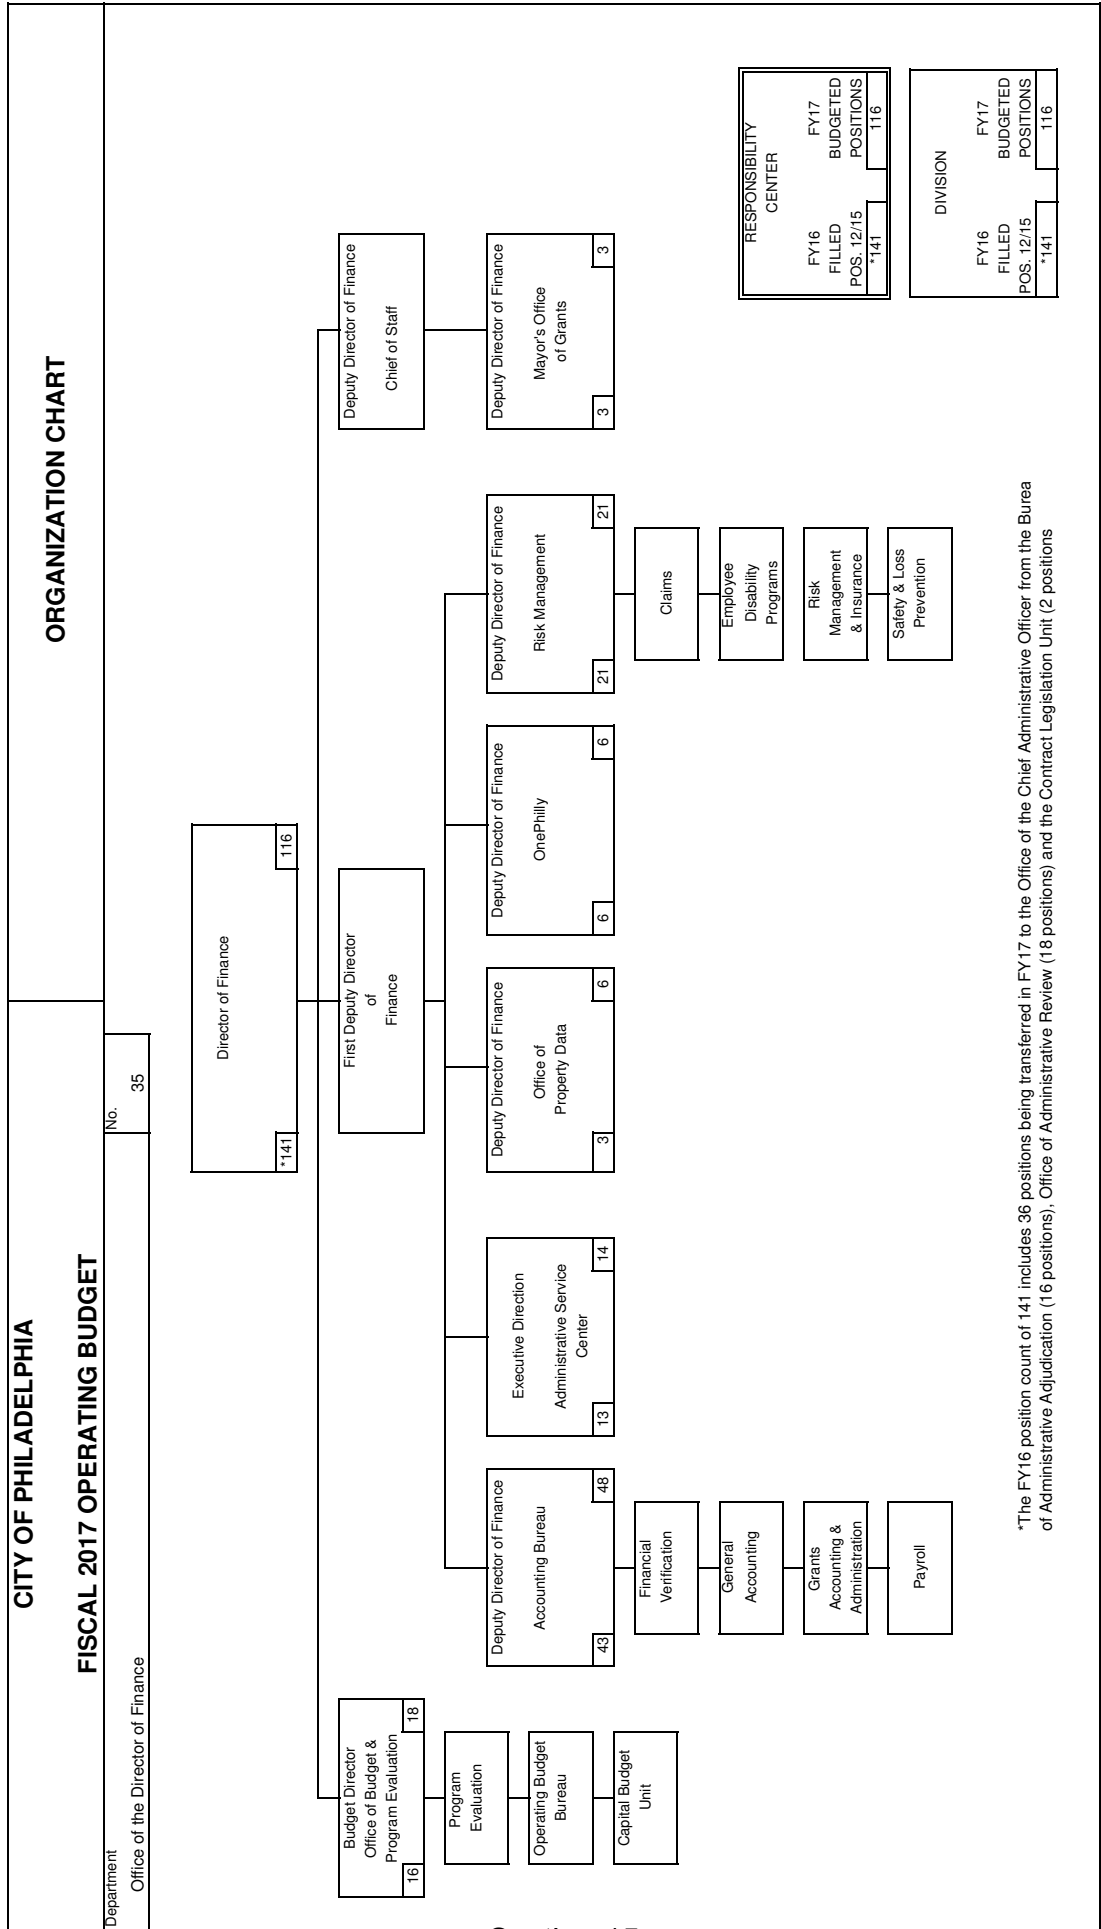 CITY OF PHILADELPHIA
ORGANIZATION CHART
FISCAL 2017 OPERATING BUDGET
Department
No.
Office of the Director of Finance
35
Director of Finance
*141
116
First Deputy Director
of
Finance
Deputy Director of Finance
Chief of Staff
Budget Director
Office of Budget &
Program Evaluation
16
18
Program
Evaluation
Operating Budget
Bureau
Capital Budget
Unit
Deputy Director of Finance
Accounting Bureau
43
48
Financial
Verification
General
Accounting
Grants
Accounting &
Administration
Payroll
Executive Direction
Administrative Service
Center
13
14
Deputy Director of Finance
Office of
Property Data
3
6
Deputy Director of Finance
OnePhilly
6
6
Deputy Director of Finance
Risk Management
21
21
Claims
Employee
Disability
Programs
Risk
Management
& Insurance
Safety & Loss
Prevention
Deputy Director of Finance
Mayor's Office
of Grants
3
3
RESPONSIBILITY
CENTER
FY16 FY17
FILLED BUDGETED
POS. 12/15 POSITIONS
*141 116
DIVISION
FY16 FY17
FILLED BUDGETED
POS. 12/15 POSITIONS
*141 116
*The FY16 position count of 141 includes 36 positions being transferred in FY17 to the Office of the Chief Administrative Officer from the Burea
of Administrative Adjudication (16 positions), Office of Administrative Review (18 positions) and the Contract Legislation Unit (2 positions